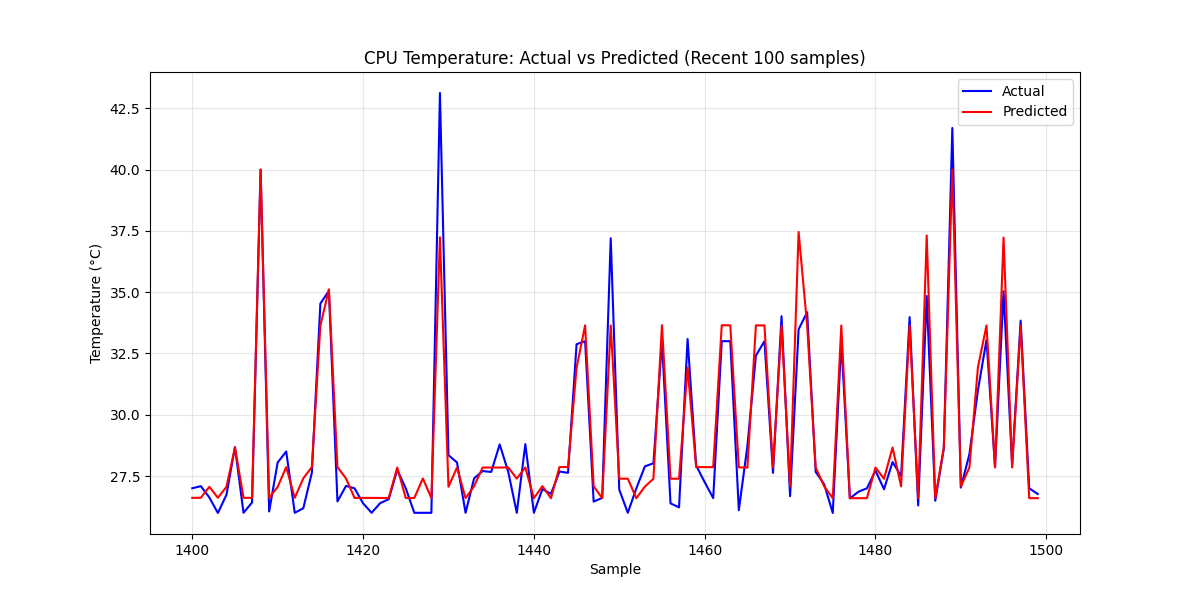 CPU Temperature: Actual vs Predicted (Recent 100 samples)
Actual
Predicted
42.5
40.0
37.5
35.0
32.5
30.0
27.5
Temperature (°C)
1400 1420 1440 1460 1480 1500
Sample